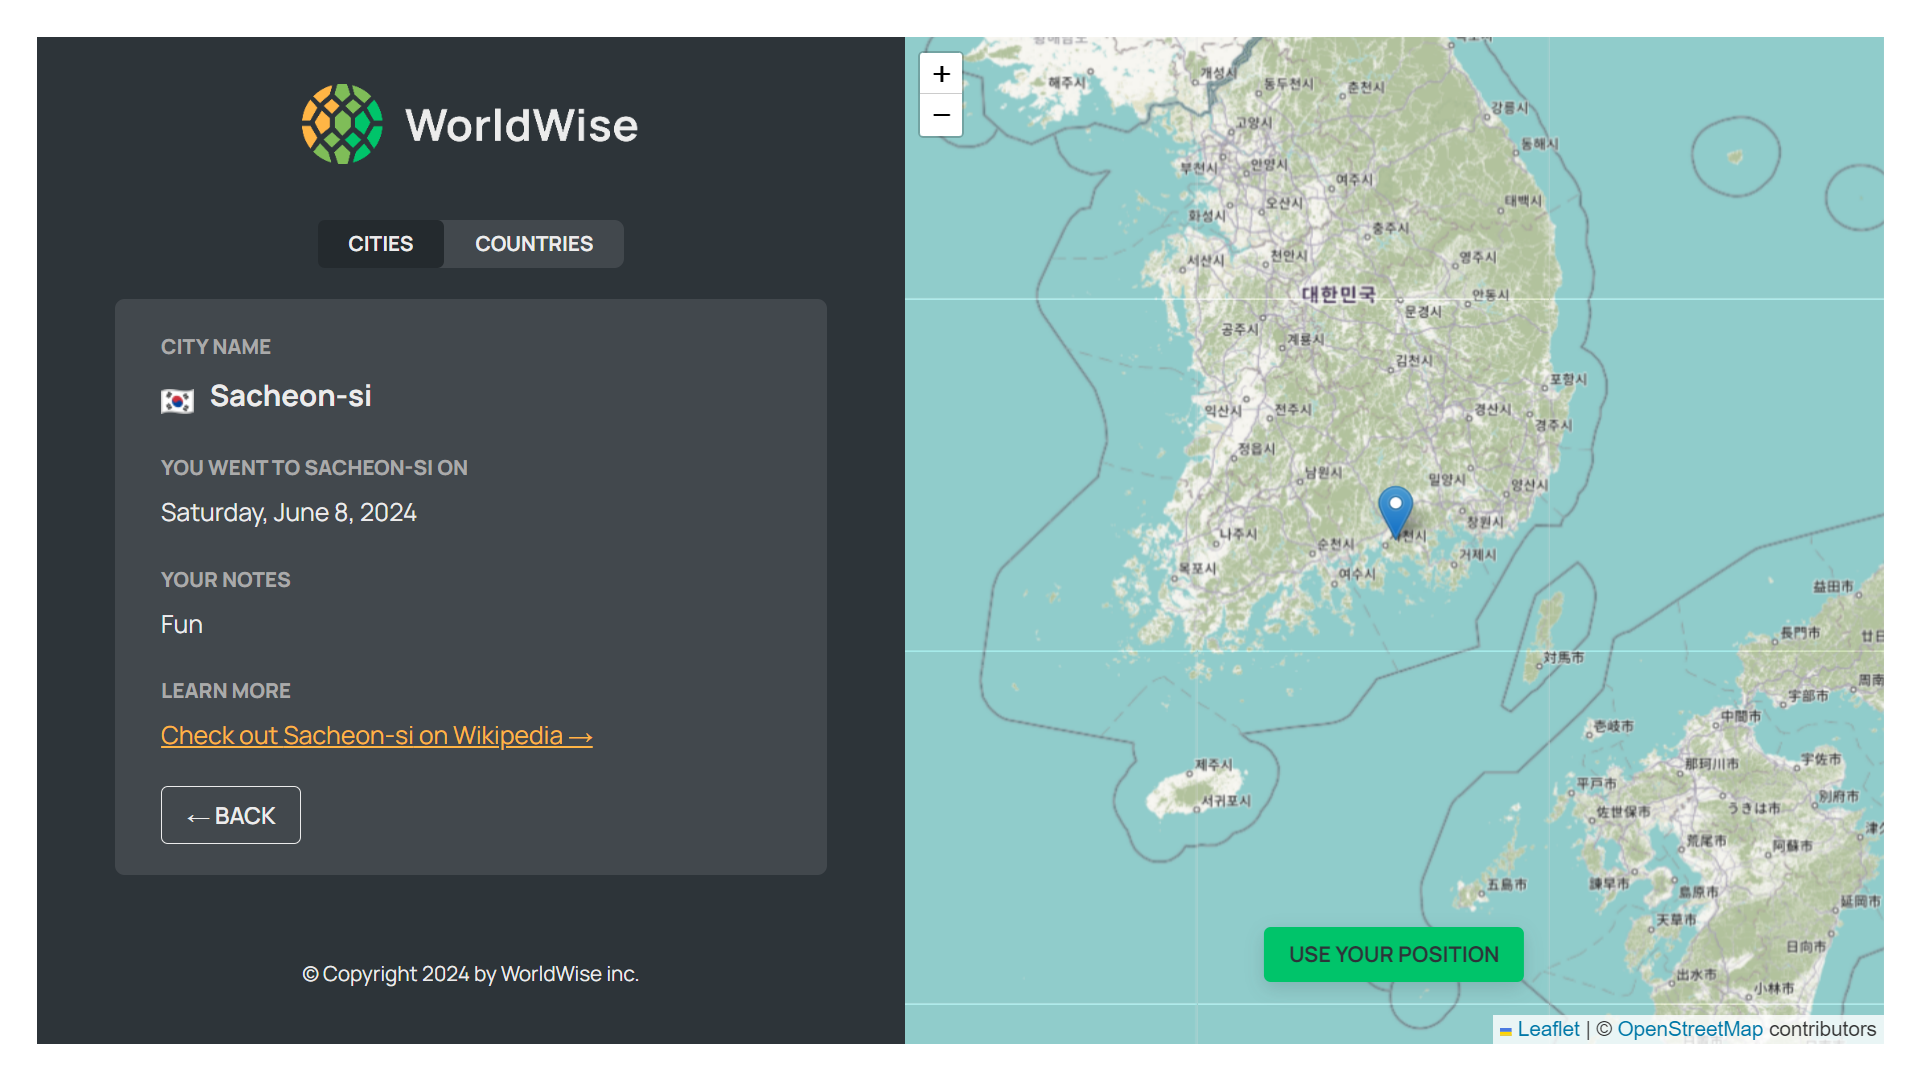 WorldWise
CITIES
COUNTRIES
CITY NAME
🇰🇷 Sacheon-si
YOU WENT TO SACHEON-SI ON
Saturday, June 8, 2024
YOUR NOTES
Fun
LEARN MORE
Check out Sacheon-si on Wikipedia →
← BACK
© Copyright 2024 by WorldWise inc.
+
−
해주시
개성시
동두천시
춘천시
강릉시
고양시
동해시
부천시
안양시
여주시
화성시
오산시
태백시
충주시
서산시
천안시
영주시
대한민국
안동시
문경시
공주시
계룡시
김천시
포항시
익산시
전주시
경산시
경주시
정읍시
남원시
밀양시
양산시
나주시
순천시
창원시
목포시
여수시
거제시
益田市
長門市
対馬市
宇部市
中間市
壱岐市
제주시
那珂川市
宇佐市
平戸市
서귀포시
佐世保市
うきは市
別府市
荒尾市
阿蘇市
五島市
諫早市
島原市
延岡市
天草市
日向市
USE YOUR POSITION
出水市
小林市
Leaflet | © OpenStreetMap contributors